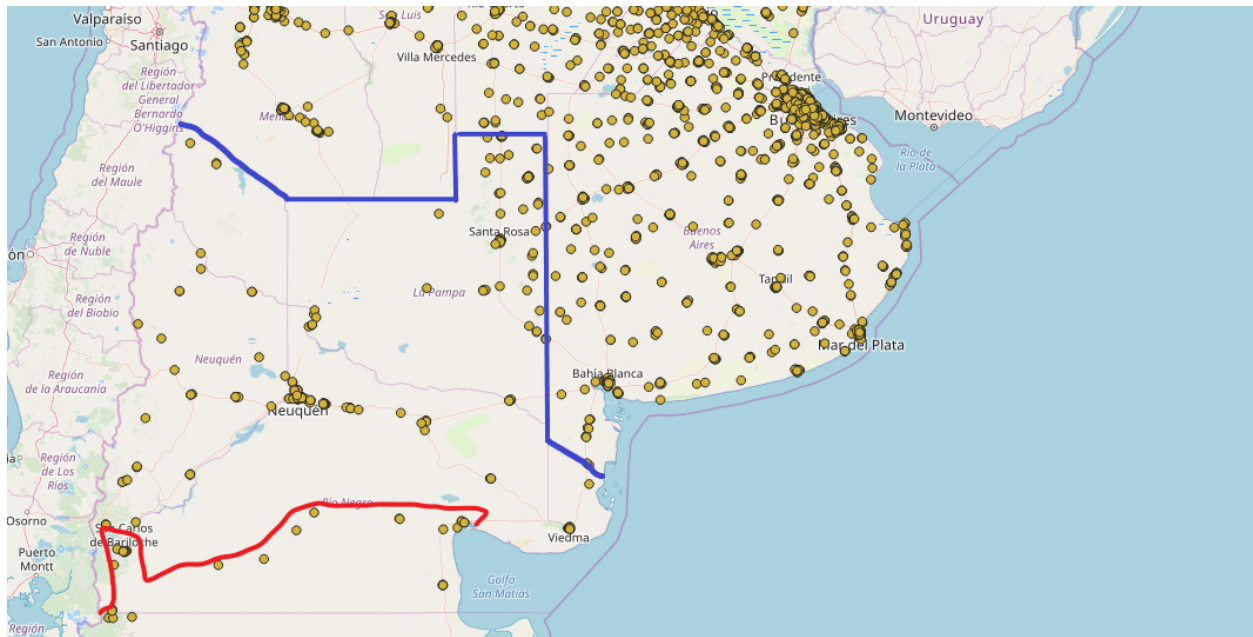 Valparaíso
San Antonio
Santiago
San Luis
Villa Mercedes
Uruguay
Región
del Libertador
General
Bernardo
O'Higgins
Presidente
Montevideo
Río de
la Plata
Región
del Maule
Región
de Ñuble
Santa Rosa
Buenos
Aires
Tandil
La Pampa
Región
del Biobío
Neuquén
Mar del Plata
Región
de la Araucanía
Bahía Blanca
Neuquén
Región
de Los
Ríos
Río Negro
Osorno
San Carlos
de Bariloche
Viedma
Puerto
Montt
Golfo
San Matías
Región